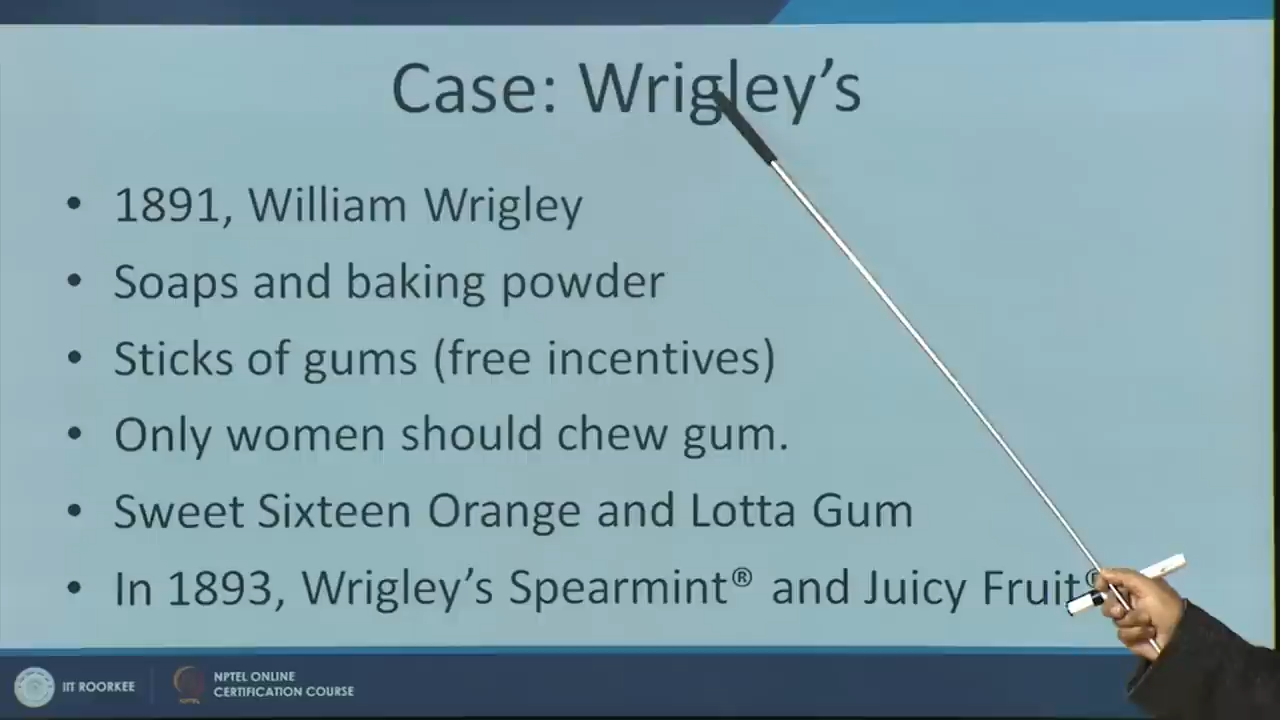 Case: Wrigley's
• 1891, William Wrigley
• Soaps and baking powder
• Sticks of gums (free incentives)
• Only women should chew gum.
• Sweet Sixteen Orange and Lotta Gum
• In 1893, Wrigley's Spearmint® and Juicy Fruit®
IIT ROORKEE
NPTEL ONLINE
CERTIFICATION COURSE